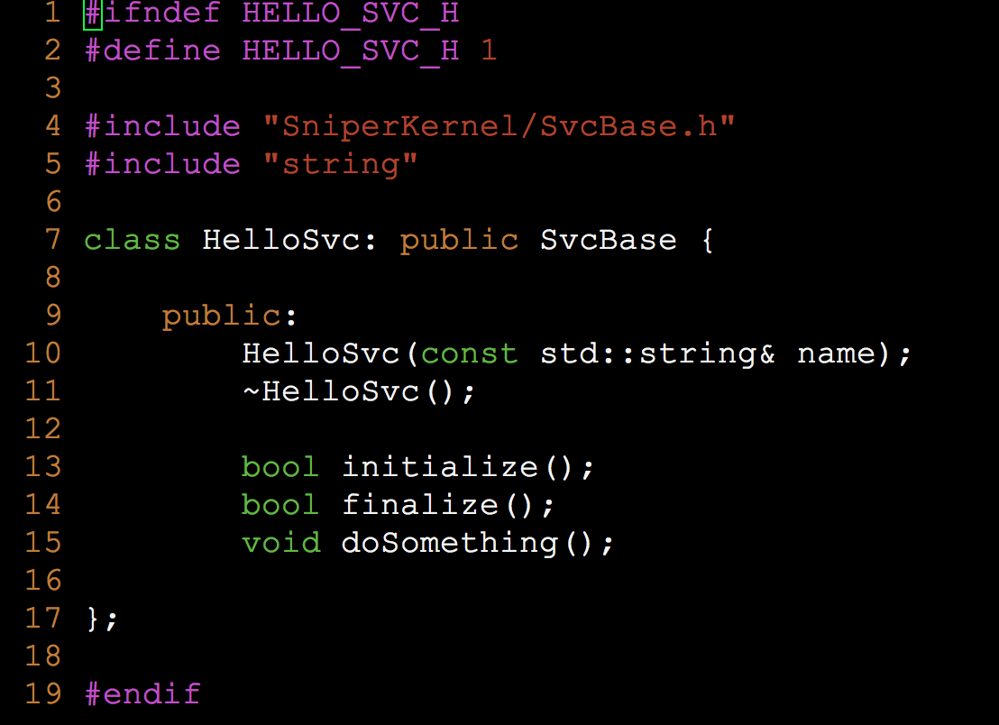 1 #ifndef HELLO_SVC_H
2 #define HELLO_SVC_H 1
3
4 #include "SniperKernel/SvcBase.h"
5 #include "string"
6
7 class HelloSvc: public SvcBase {
8
9     public:
10         HelloSvc(const std::string& name);
11         ~HelloSvc();
12
13         bool initialize();
14         bool finalize();
15         void doSomething();
16
17 };
18
19 #endif